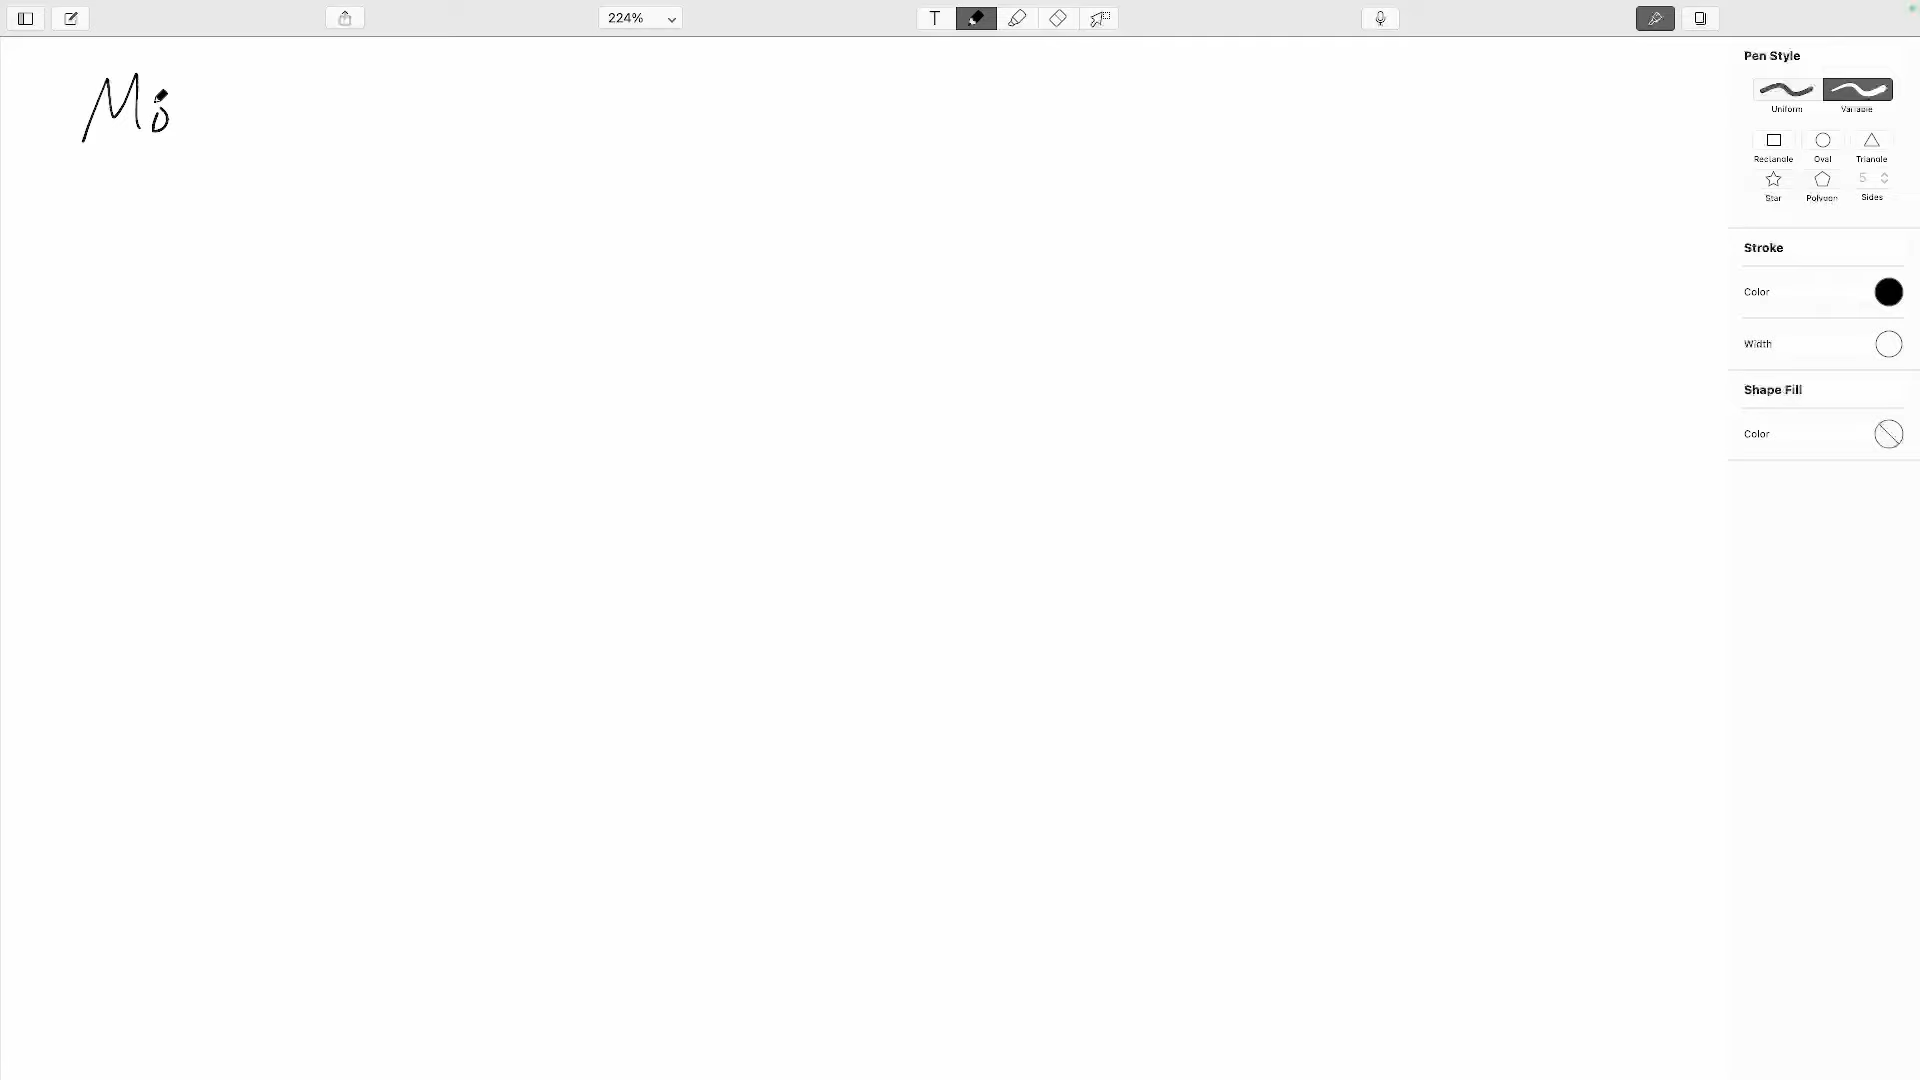 224%
T
Mo
Pen Style
Uniform Variable
Rectangle Oval Triangle
5
Star Polygon Sides
Stroke
Color
Width
Shape Fill
Color